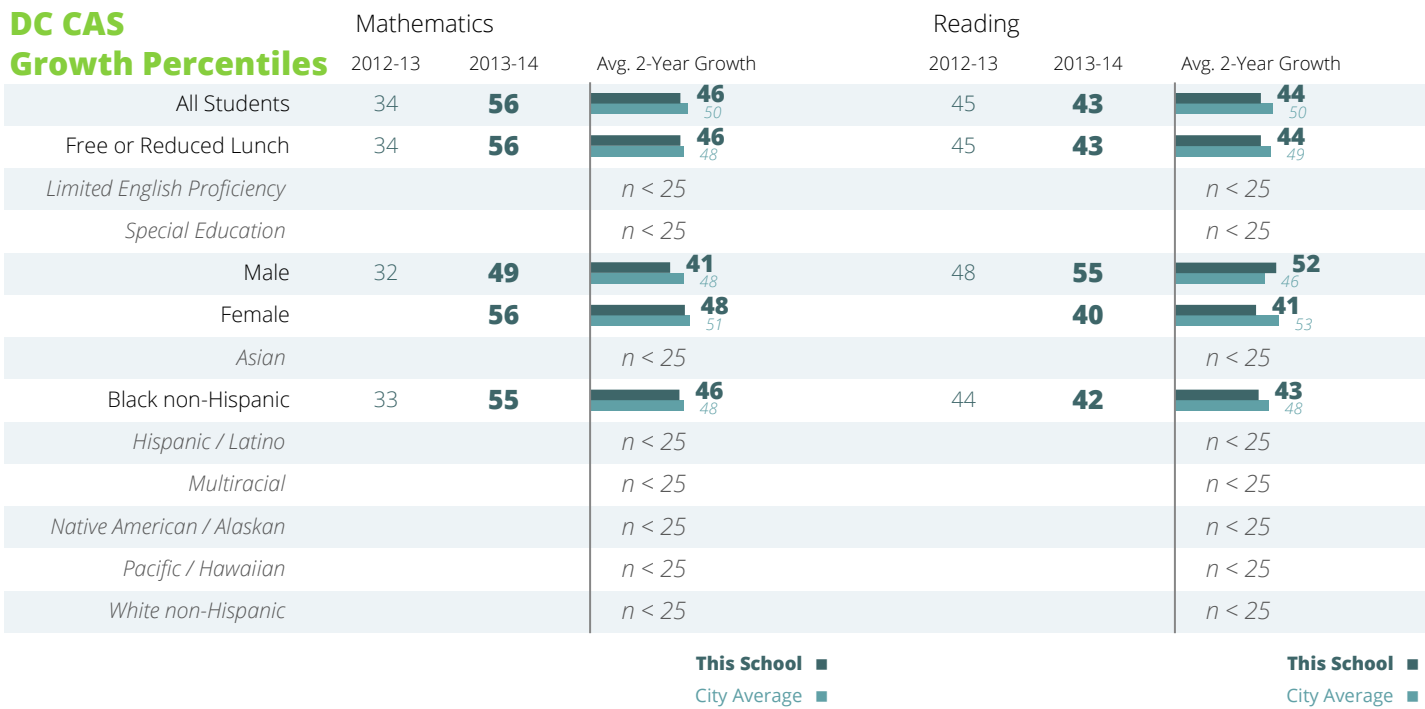 DC CAS Mathematics Reading
Growth Percentiles 2012-13 2013-14 Avg. 2-Year Growth 2012-13 2013-14 Avg. 2-Year Growth
All Students 34 56 46 50 45 43 44 50
Free or Reduced Lunch 34 56 46 48 45 43 44 49
Limited English Proficiency n < 25 n < 25
Special Education n < 25 n < 25
Male 32 49 41 48 48 55 52 46
Female 56 48 51 40 41 53
Asian n < 25 n < 25
Black non-Hispanic 33 55 46 48 44 42 43 48
Hispanic / Latino n < 25 n < 25
Multiracial n < 25 n < 25
Native American / Alaskan n < 25 n < 25
Pacific / Hawaiian n < 25 n < 25
White non-Hispanic n < 25 n < 25
This School This School
City Average City Average